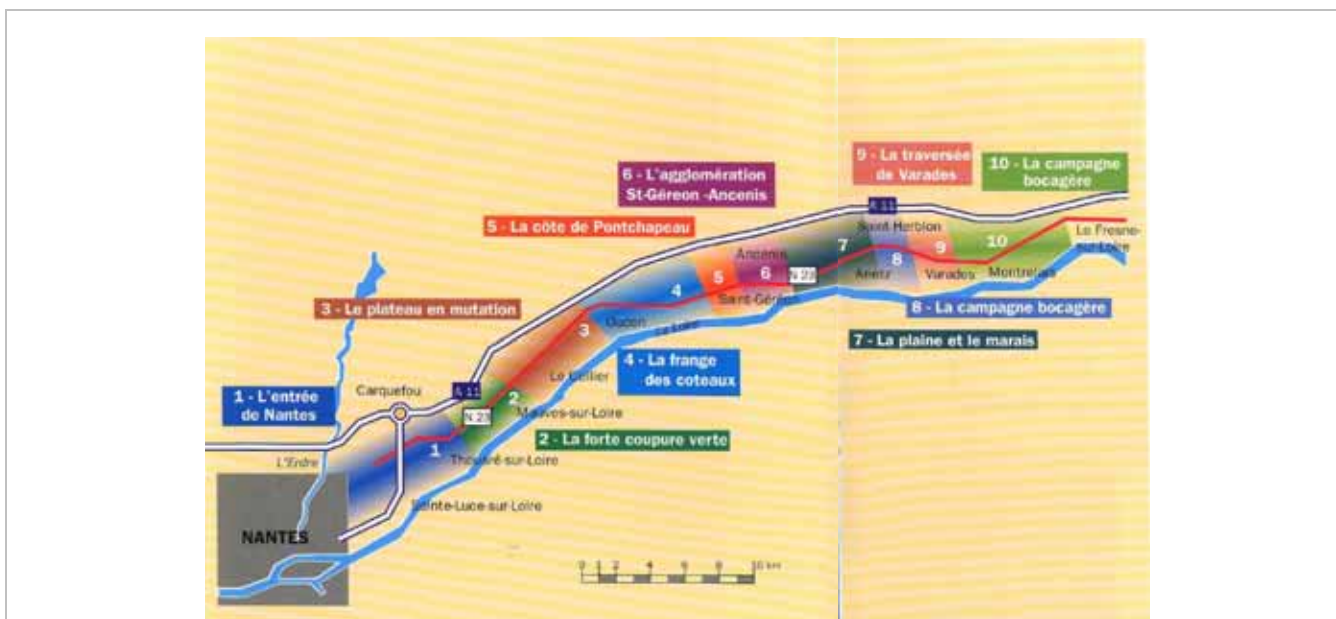 9 - La traversée
de Varades
10 - La campagne
bocagère
6 - L'agglomération
St-Géreon -Ancenis
A 11
5 - La côte de Pontchapeau
Saint Herblon
Le Fresne-
sur-Loire
7
10
Ancenis
9
8
5
6
N 23
Anetz
Varades
Montrelais
4
Saint-Géréon
3 - Le plateau en mutation
8 - La campagne bocagère
Oudon
La Loire
3
7 - La plaine et le marais
4 - La frange
des coteaux
Le Cellier
1 - L'entrée
de Nantes
Carquefou
A 11
2
N 23
Mauves-sur-Loire
2 - La forte coupure verte
1
L'Erdre
Thouaré-sur-Loire
Sainte-Luce-sur-Loire
NANTES
0 1 2 4 6 8 10 km